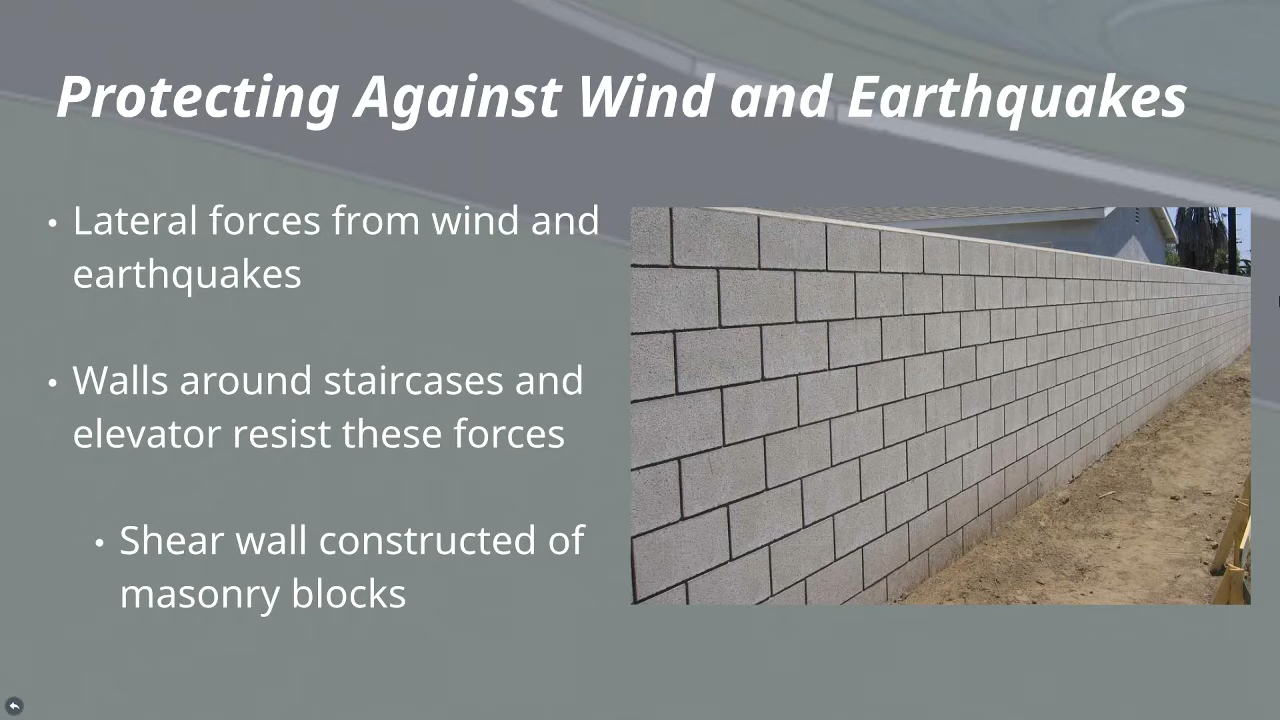 Protecting Against Wind and Earthquakes
• Lateral forces from wind and
earthquakes
• Walls around staircases and
elevator resist these forces
• Shear wall constructed of
masonry blocks